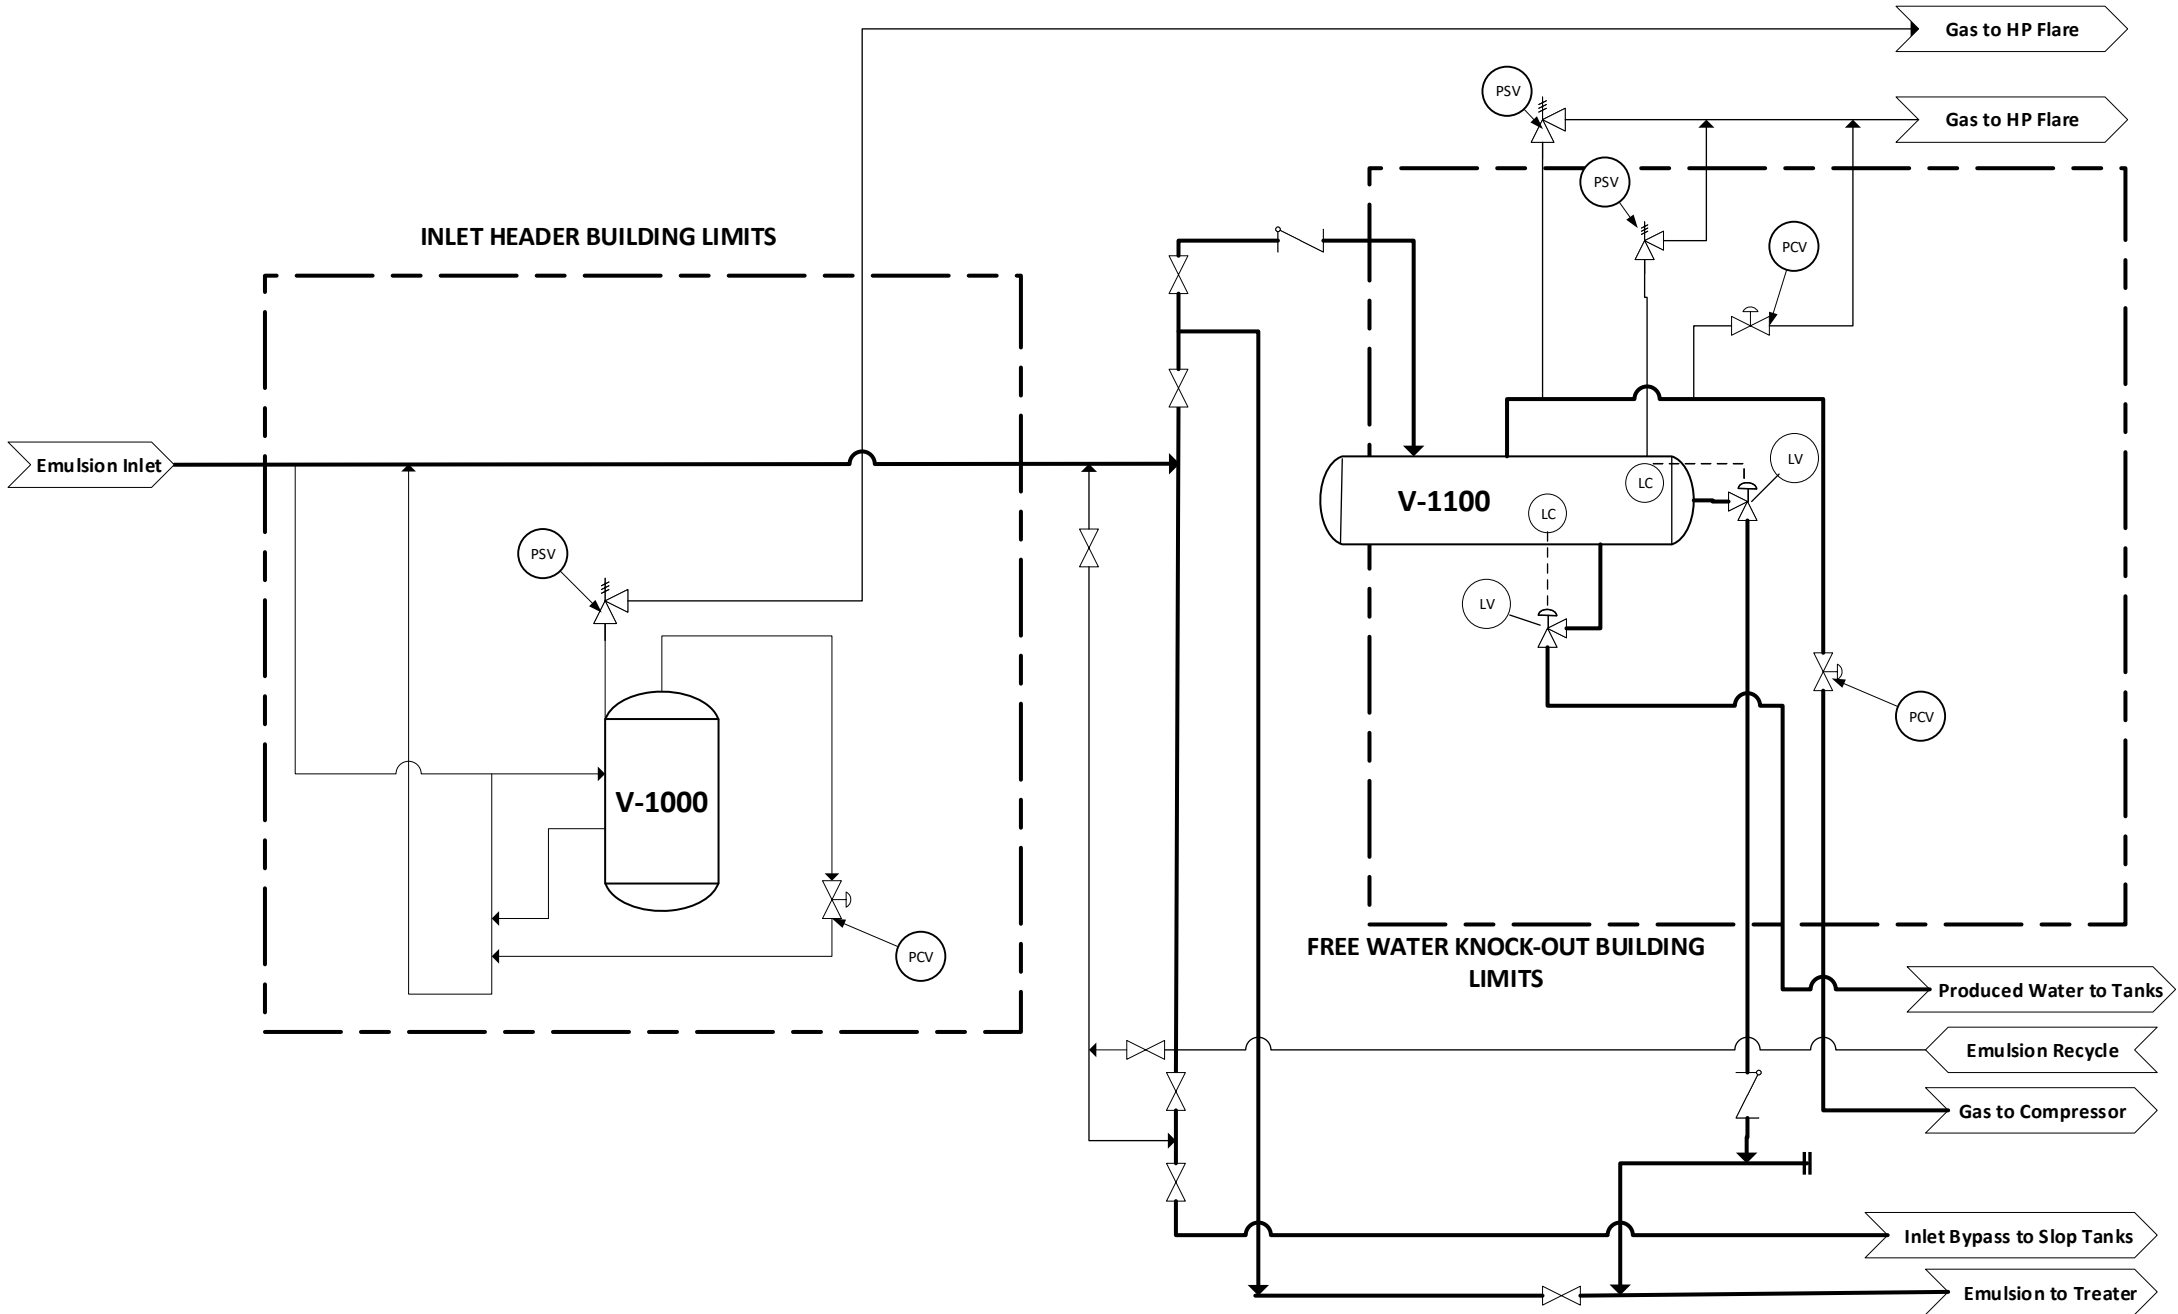 Gas to HP Flare
PSV
Gas to HP Flare
PSV
INLET HEADER BUILDING LIMITS
PCV
Emulsion Inlet
LV
LC
V-1100
LC
PSV
LV
PCV
V-1000
PCV
FREE WATER KNOCK-OUT BUILDING
LIMITS
Produced Water to Tanks
Emulsion Recycle
Gas to Compressor
Inlet Bypass to Slop Tanks
Emulsion to Treater